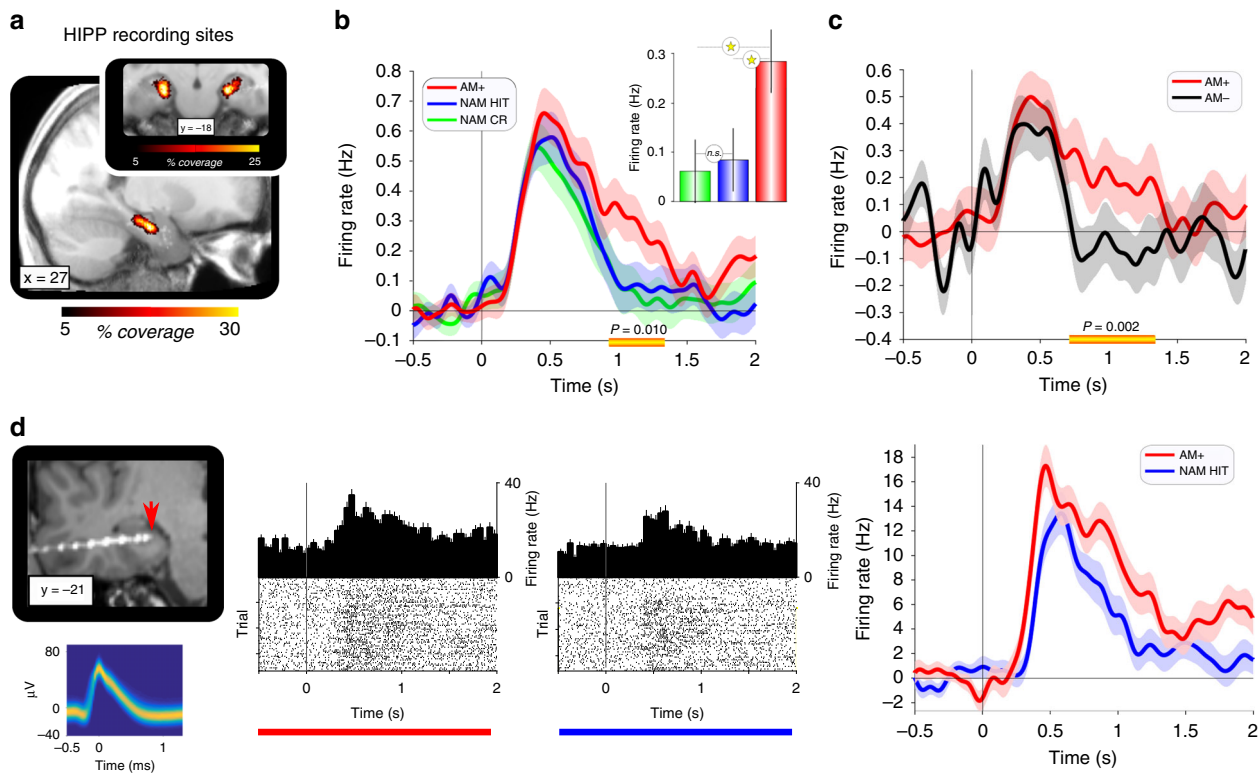 a
HIPP recording sites
y = −18
5 % coverage 25
x = 27
5 % coverage 30
b
AM+
NAM HIT
NAM CR
Firing rate (Hz)
0.8
0.7
0.6
0.5
0.4
0.3
0.2
0.1
0
−0.1
P = 0.010
−0.5 0 0.5 1 1.5 2
Time (s)
Firing rate (Hz)
0.3
0.3
0.1
0
n.s.
c
AM+
AM−
Firing rate (Hz)
0.6
0.5
0.4
0.3
0.2
0.1
0
−0.1
−0.2
−0.3
−0.4
P = 0.002
−0.5 0 0.5 1 1.5 2
Time (s)
d
y = −21
80
0
−40
µV
−0.5 0 1
Time (ms)
40
0
Firing rate (Hz)
Trial
0 1 2
Time (s)
40
0
Firing rate (Hz)
Trial
0 1 2
Time (s)
AM+
NAM HIT
Firing rate (Hz)
18
16
14
12
10
8
6
4
2
0
−2
−0.5 0 0.5 1 1.5 2
Time (s)